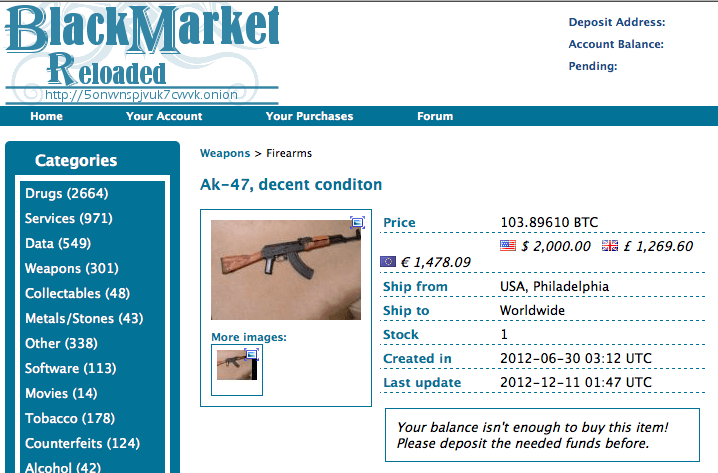 BlackMarket
Reloaded
http://5onwnspjvuk7cwvk.onion
Deposit Address:
Account Balance:
Pending:
Home Your Account Your Purchases Forum
Categories
Drugs (2664)
Services (971)
Data (549)
Weapons (301)
Collectables (48)
Metals/Stones (43)
Other (338)
Software (113)
Movies (14)
Tobacco (178)
Counterfeits (124)
Alcohol (42)
Weapons > Firearms
Ak-47, decent conditon
More images:
Price 103.89610 BTC
$ 2,000.00 £ 1,269.60
€ 1,478.09
Ship from USA, Philadelphia
Ship to Worldwide
Stock 1
Created in 2012-06-30 03:12 UTC
Last update 2012-12-11 01:47 UTC
Your balance isn't enough to buy this item!
Please deposit the needed funds before.